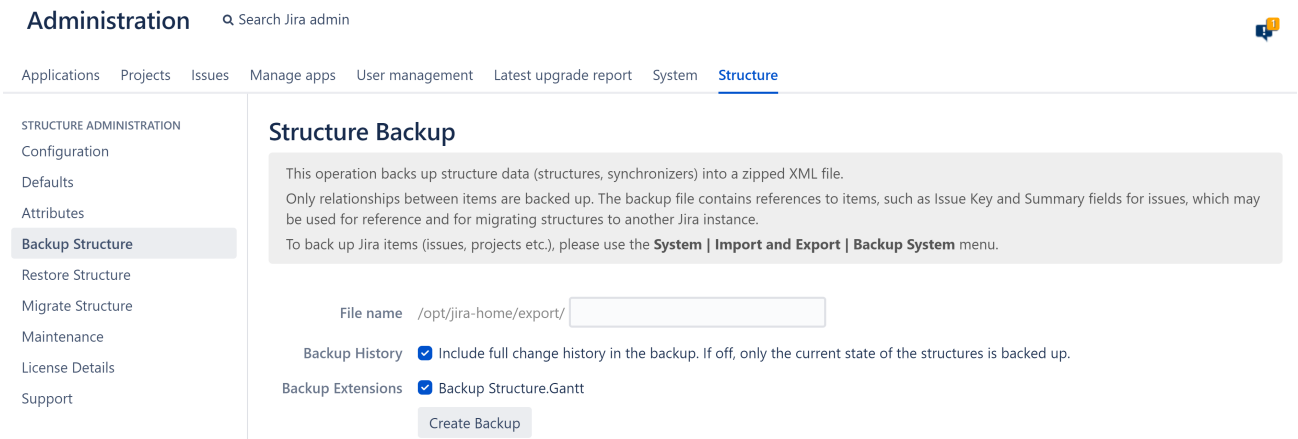 Administration
Search Jira admin
1
Applications Projects Issues Manage apps User management Latest upgrade report System Structure
STRUCTURE ADMINISTRATION
Configuration
Defaults
Attributes
Backup Structure
Restore Structure
Migrate Structure
Maintenance
License Details
Support
Structure Backup
This operation backs up structure data (structures, synchronizers) into a zipped XML file.
Only relationships between items are backed up. The backup file contains references to items, such as Issue Key and Summary fields for issues, which may
be used for reference and for migrating structures to another Jira instance.
To back up Jira items (issues, projects etc.), please use the System | Import and Export | Backup System menu.
File name /opt/jira-home/export/
Backup History Include full change history in the backup. If off, only the current state of the structures is backed up.
Backup Extensions Backup Structure.Gantt
Create Backup